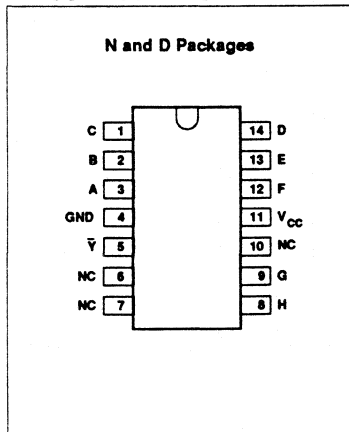 N and D Packages
C 1 14 D
B 2 13 E
A 3 12 F
GND 4 11 VCC
Y̅ 5 10 NC
NC 6 9 G
NC 7 8 H